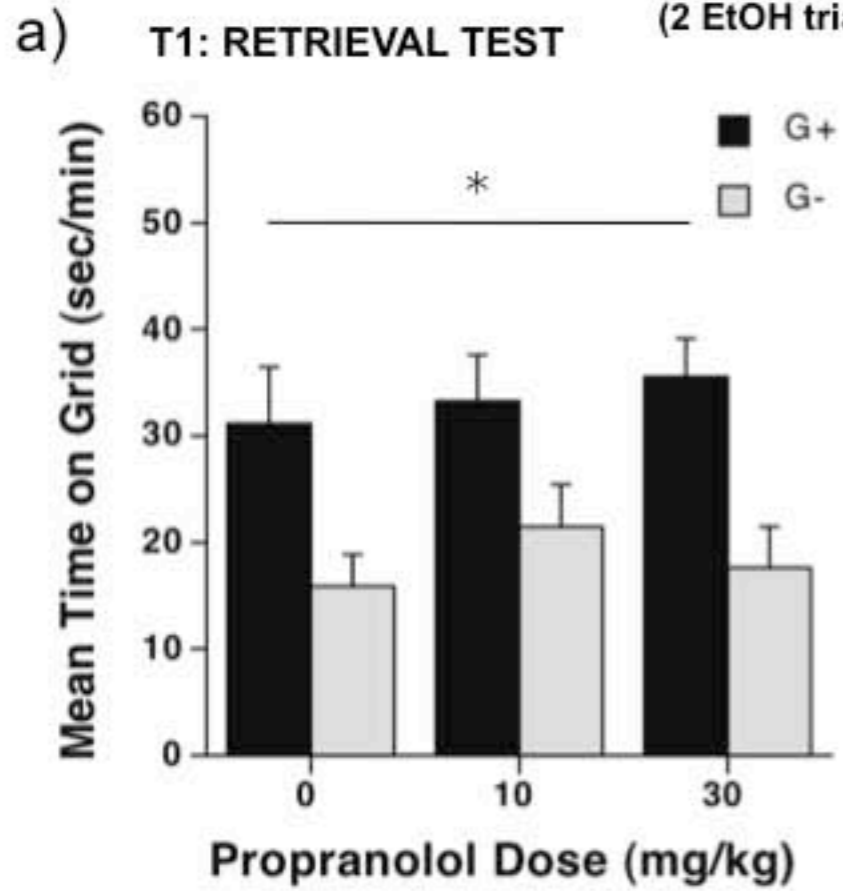 a)
T1: RETRIEVAL TEST
(2 EtOH
G+
G-
*
60
50
40
30
20
10
0
Mean Time on Grid (sec/min)
0 10 30
Propranolol Dose (mg/kg)